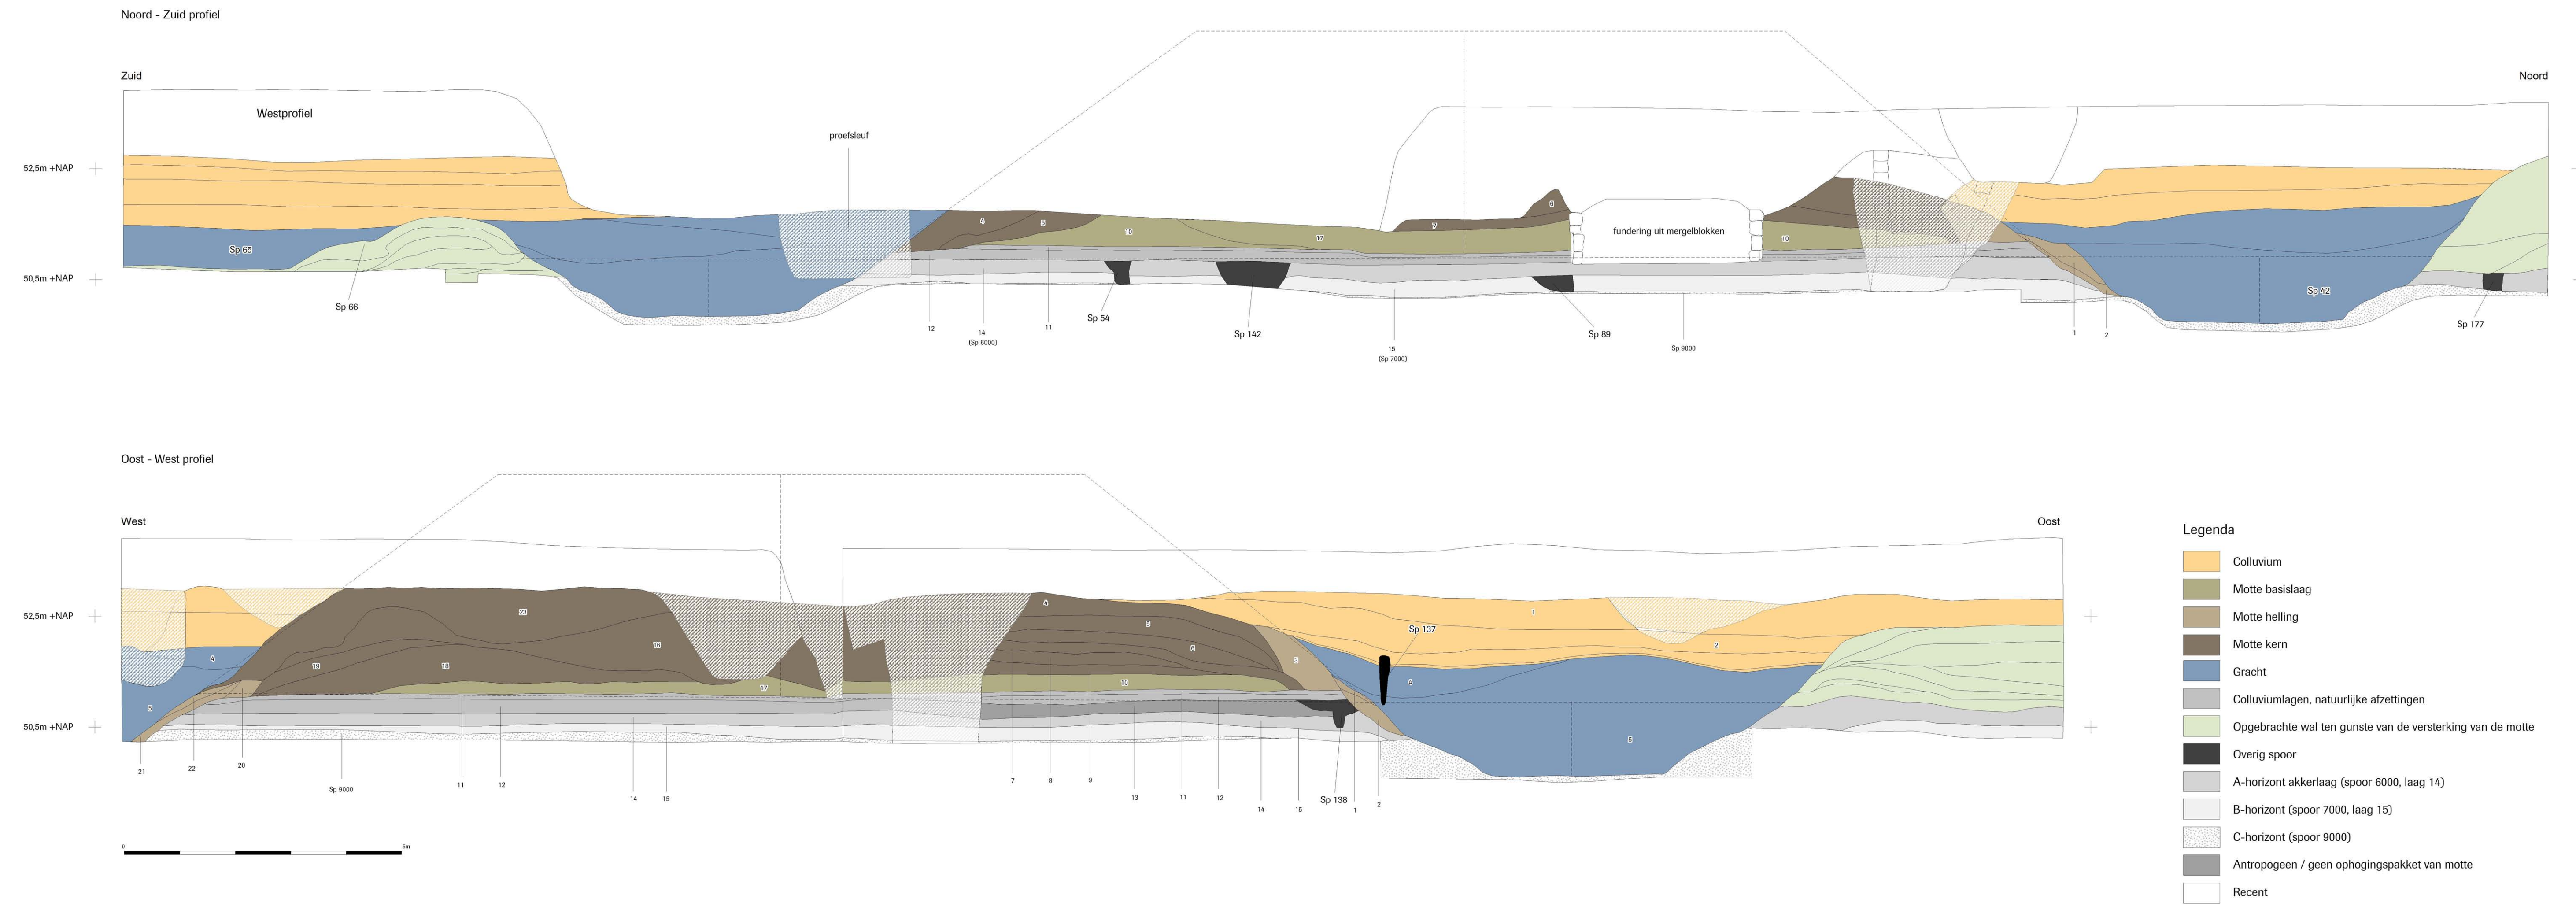 Noord - Zuid profiel
Zuid
Noord
Westprofiel
proefsleuf
52,5m +NAP
50,5m +NAP
Sp 65
Sp 66
4
5
10
17
7
6
fundering uit mergelblokken
10
Sp 42
12
14
(Sp 6000)
11
Sp 54
Sp 142
15
(Sp 7000)
Sp 89
Sp 9000
1
2
Sp 177
Oost - West profiel
West
Oost
52,5m +NAP
50,5m +NAP
4
5
19
18
23
16
17
4
5
6
10
3
Sp 137
4
1
2
5
21
22
20
Sp 9000
11
12
14
15
7
8
9
13
11
12
14
15
Sp 138
1
2
0
5m
Legenda
Colluvium
Motte basislaag
Motte helling
Motte kern
Gracht
Colluviumlagen, natuurlijke afzettingen
Opgebrachte wal ten gunste van de versterking van de motte
Overig spoor
A-horizont akkerlaag (spoor 6000, laag 14)
B-horizont (spoor 7000, laag 15)
C-horizont (spoor 9000)
Antropogeen / geen ophogingspakket van motte
Recent